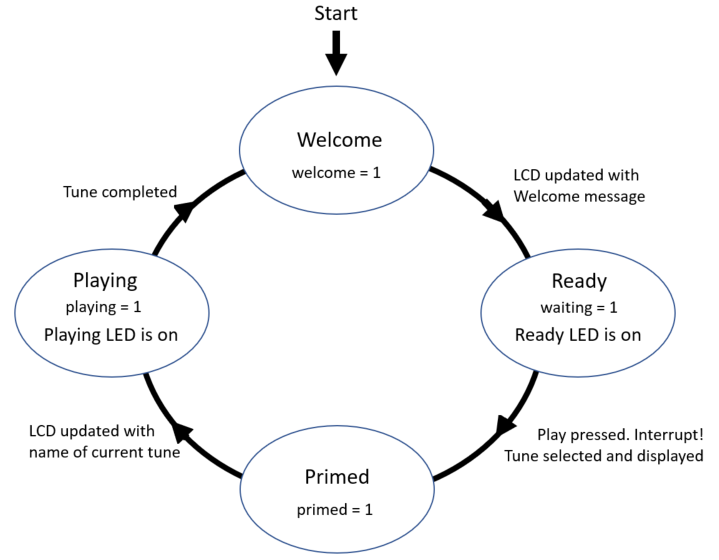 Start
Welcome
welcome = 1
LCD updated with
Welcome message
Tune completed
Playing
playing = 1
Playing LED is on
Ready
waiting = 1
Ready LED is on
LCD updated with
name of current tune
Play pressed. Interrupt!
Tune selected and displayed
Primed
primed = 1